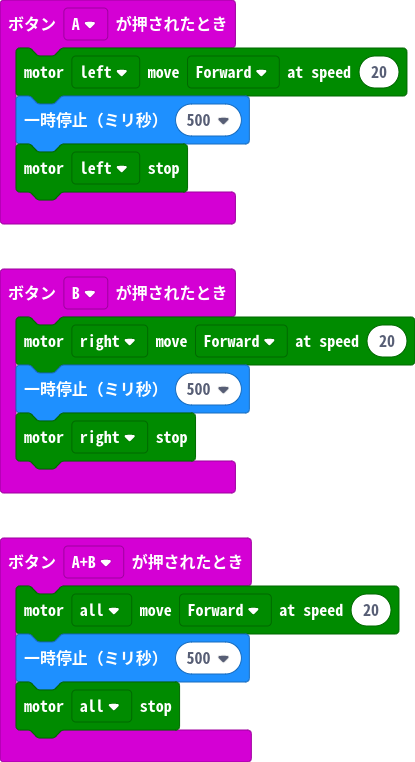 ボタン A が押されたとき
motor left move Forward at speed 20
一時停止（ミリ秒） 500
motor left stop
ボタン B が押されたとき
motor right move Forward at speed 20
一時停止（ミリ秒） 500
motor right stop
ボタン A+B が押されたとき
motor all move Forward at speed 20
一時停止（ミリ秒） 500
motor all stop